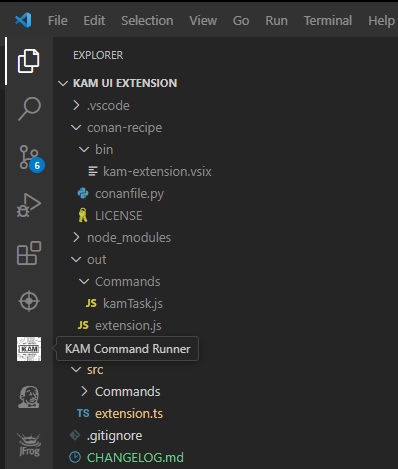 File Edit Selection View Go Run Terminal Help
EXPLORER
KAM UI EXTENSION
.vscode
conan-recipe
bin
kam-extension.vsix
conanfile.py
LICENSE
node_modules
out
Commands
JS kamTask.js
JS extension.js
KAM
KAM Command Runner
src
Commands
TS extension.ts
.gitignore
CHANGELOG.md
6
JFrog